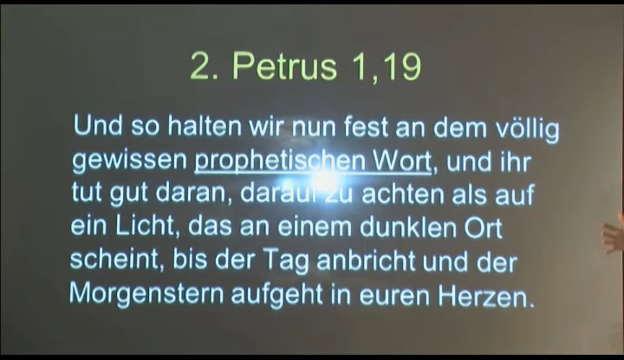 2. Petrus 1,19
Und so halten wir nun fest an dem völlig
gewissen prophetischen Wort, und ihr
tut gut daran, darauf zu achten als auf
ein Licht, das an einem dunklen Ort
scheint, bis der Tag anbricht und der
Morgenstern aufgeht in euren Herzen.